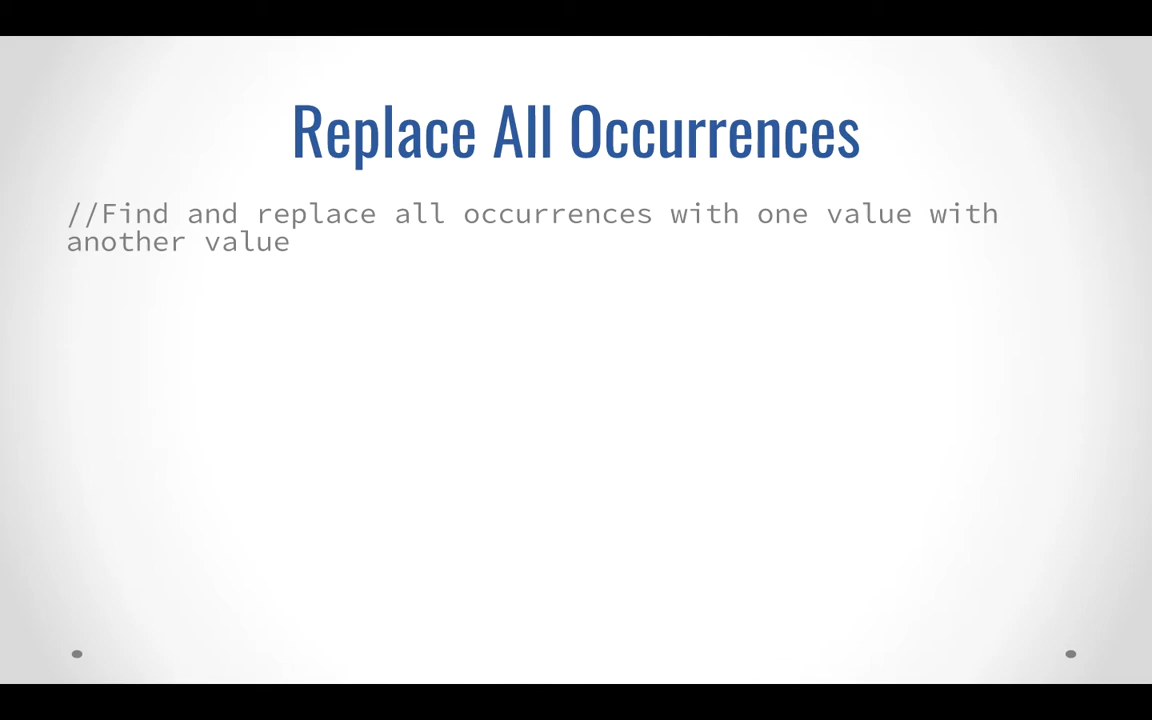 Replace All Occurrences
//Find and replace all occurrences with one value with
another value